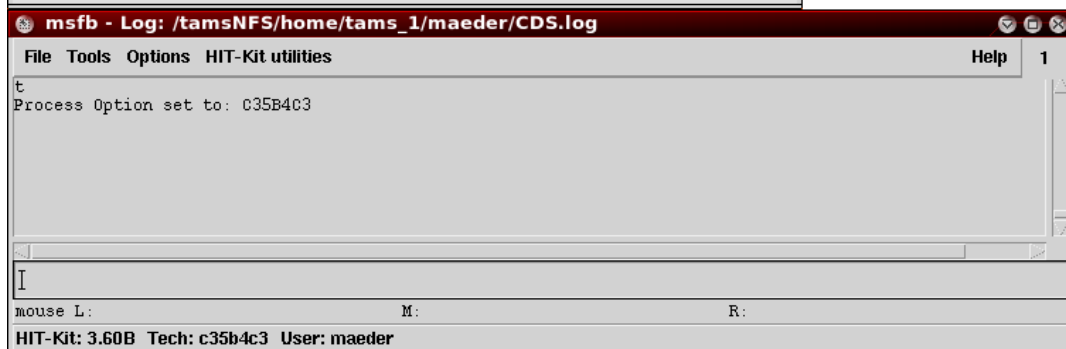 msfb - Log: /tamsNFS/home/tams_1/maeder/CDS.log
File Tools Options HIT-Kit utilities Help 1
t
Process Option set to: C35B4C3
mouse L: M: R:
HIT-Kit: 3.60B Tech: c35b4c3 User: maeder